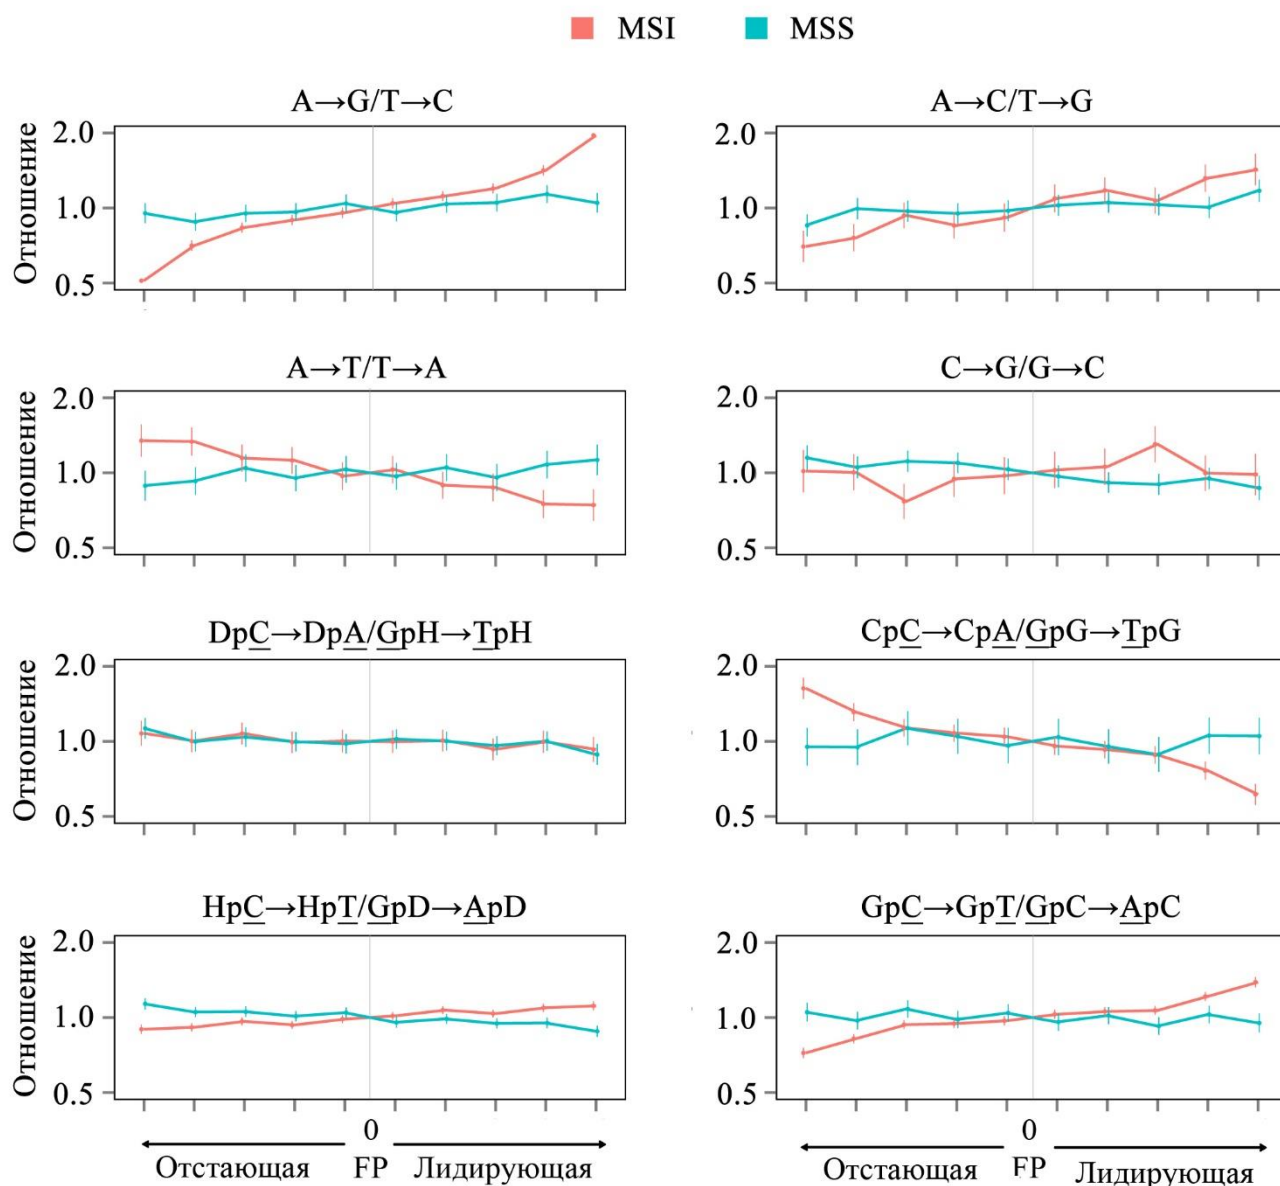 MSI MSS
A→G/T→C
A→C/T→G
Отношение
2.0
1.0
0.5
2.0
1.0
0.5
A→T/T→A
C→G/G→C
Отношение
2.0
1.0
0.5
2.0
1.0
0.5
DpC→DpA/GpH→TpH
CpC→CpA/GpG→TpG
Отношение
2.0
1.0
0.5
2.0
1.0
0.5
HpC→HpT/GpD→ApD
GpC→GpT/GpC→ApC
Отношение
2.0
1.0
0.5
2.0
1.0
0.5
0
Отстающая FP Лидирующая
0
Отстающая FP Лидирующая